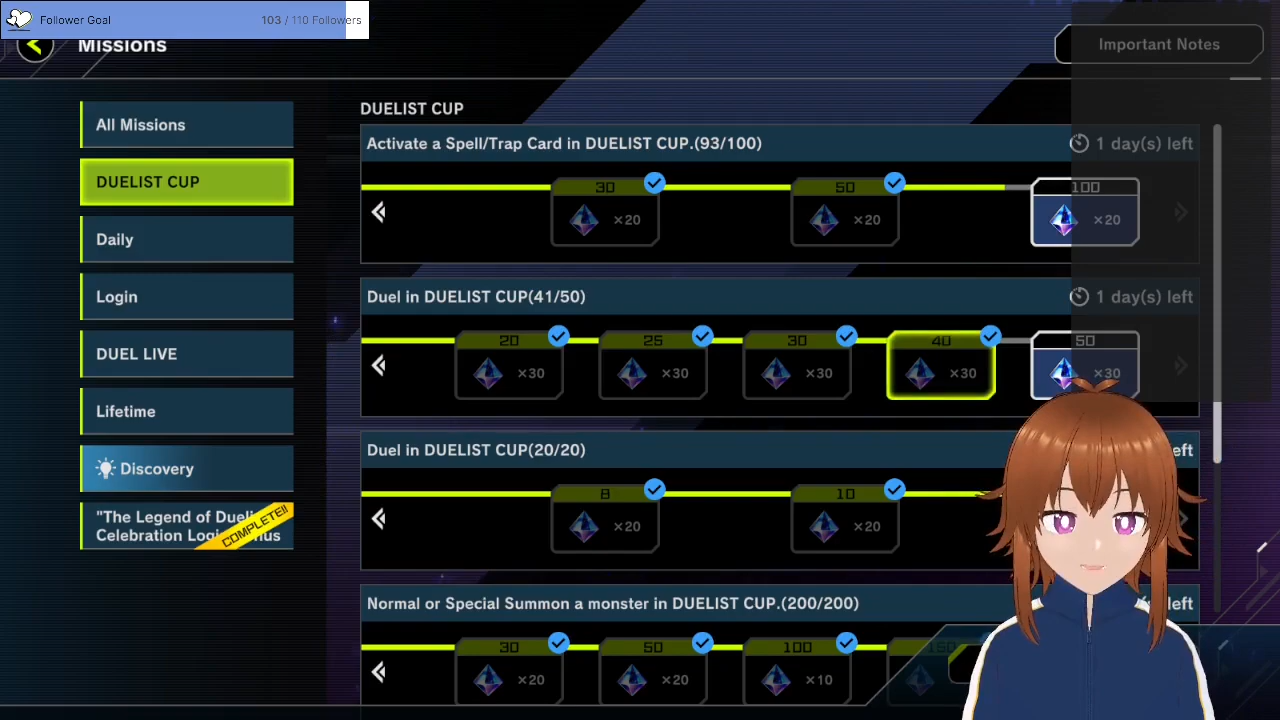 Follower Goal
103 / 110 Followers
Missions
Important Notes
All Missions
DUELIST CUP
Daily
Login
DUEL LIVE
Lifetime
Discovery
"The Legend of
Celebration
COMPLETE!!
DUELIST CUP
Activate a Spell/Trap Card in DUELIST CUP.(93/100)
1 day(s) left
30
50
100
×20
×20
×20
Duel in DUELIST CUP(41/50)
1 day(s) left
20
25
30
40
50
×30
×30
×30
×30
×30
Duel in DUELIST CUP(20/20)
left
8
10
×20
×20
Normal or Special Summon a monster in DUELIST CUP.(200/200)
left
30
50
100
150
×20
×20
×10